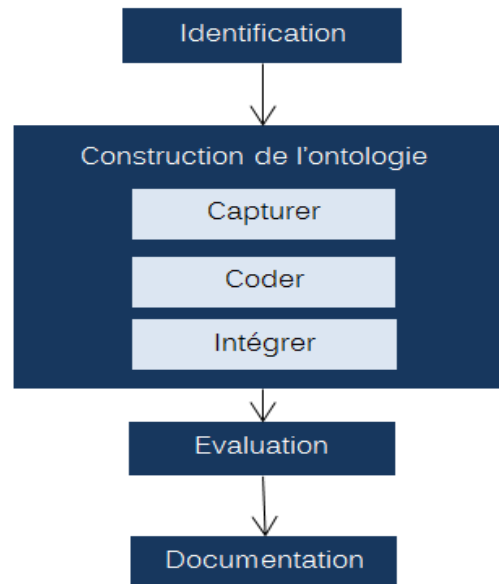 Identification
Construction de l'ontologie
Capturer
Coder
Intégrer
Evaluation
Documentation